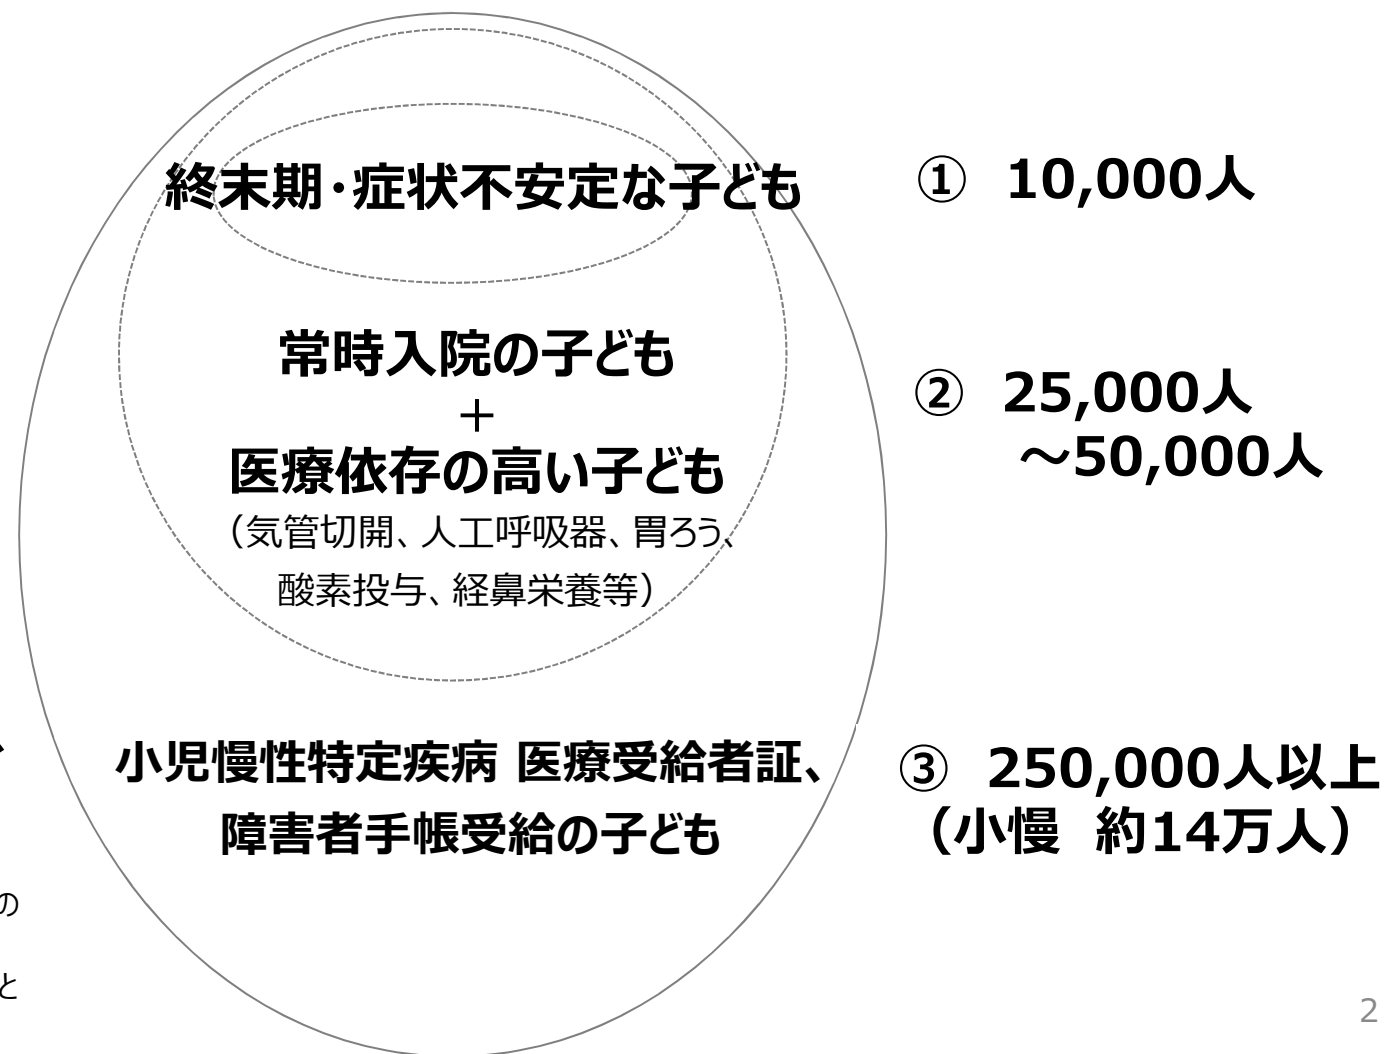 終末期・症状不安定な子ども
① 10,000人
常時入院の子ども
+
医療依存の高い子ども
（気管切開、人工呼吸器、胃ろう、
酸素投与、経鼻栄養等）
② 25,000人
～50,000人
小児慢性特定疾病 医療受給者証、
障害者手帳受給の子ども
③ 250,000人以上
（小慢 約14万人）
の
と
2